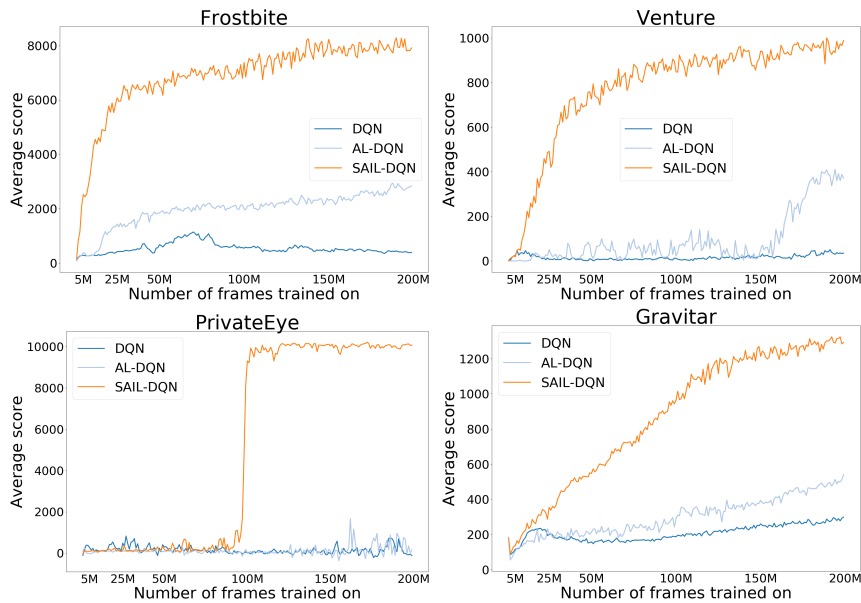 Frostbite
8000
6000
4000
2000
0
Average score
DQN
AL-DQN
SAIL-DQN
5M 25M 50M 100M 150M 200M
Number of frames trained on
Venture
1000
800
600
400
200
0
Average score
DQN
AL-DQN
SAIL-DQN
5M 25M 50M 100M 150M 200M
Number of frames trained on
PrivateEye
10000
8000
6000
4000
2000
0
Average score
DQN
AL-DQN
SAIL-DQN
5M 25M 50M 100M 150M 200M
Number of frames trained on
Gravitar
1200
1000
800
600
400
200
0
Average score
DQN
AL-DQN
SAIL-DQN
5M 25M 50M 100M 150M 200M
Number of frames trained on